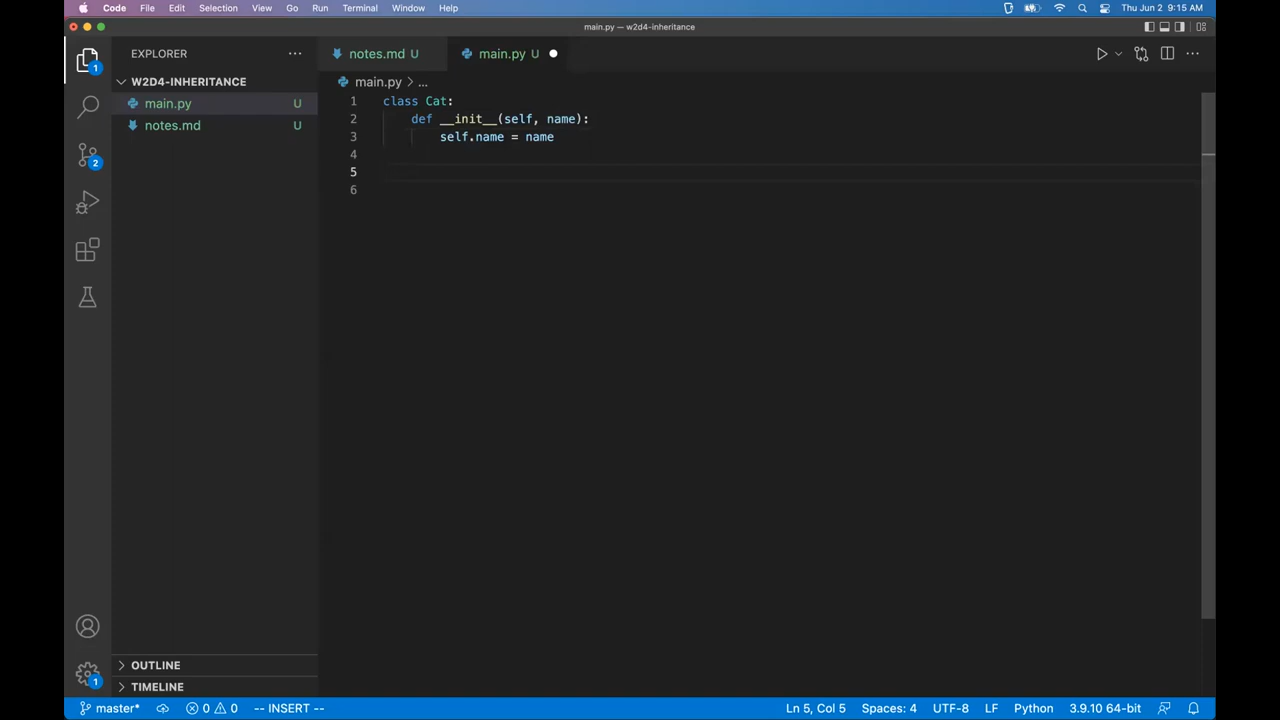 Code File Edit Selection View Go Run Terminal Window Help Thu Jun 2 9:15 AM
main.py — w2d4-inheritance
EXPLORER
notes.md U
main.py U
W2D4-INHERITANCE
main.py > ...
main.py U
notes.md U
1 class Cat:
2 def __init__(self, name):
3 self.name = name
4
5
6
1
2
1
OUTLINE
TIMELINE
master* 0 0 -- INSERT -- Ln 5, Col 5 Spaces: 4 UTF-8 LF Python 3.9.10 64-bit